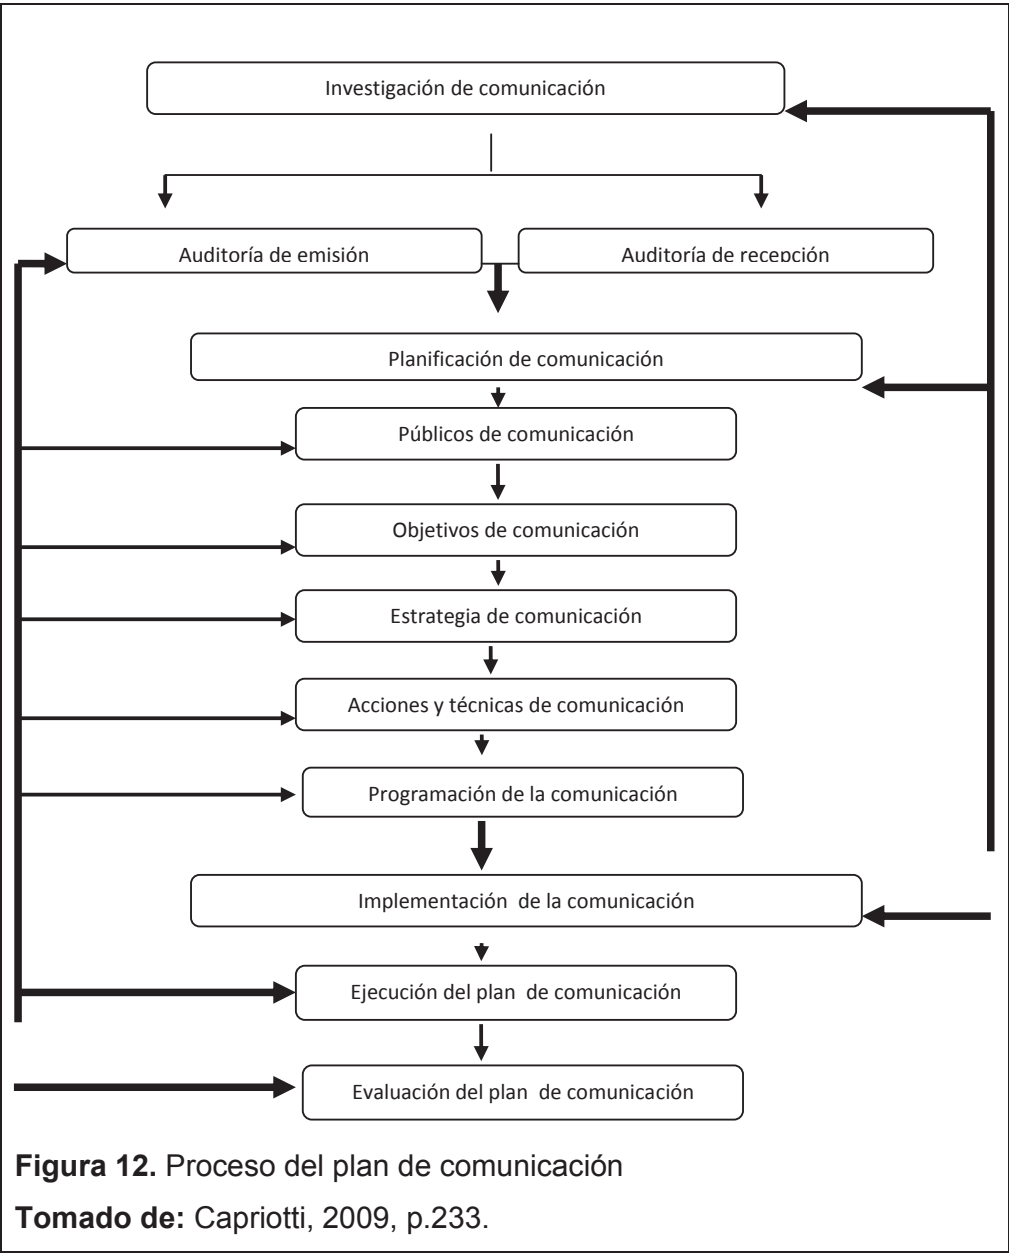 Investigación de comunicación
Auditoría de emisión
Auditoría de recepción
Planificación de comunicación
Públicos de comunicación
Objetivos de comunicación
Estrategia de comunicación
Acciones y técnicas de comunicación
Programación de la comunicación
Implementación de la comunicación
Ejecución del plan de comunicación
Evaluación del plan de comunicación
Figura 12. Proceso del plan de comunicación
Tomado de: Capriotti, 2009, p.233.